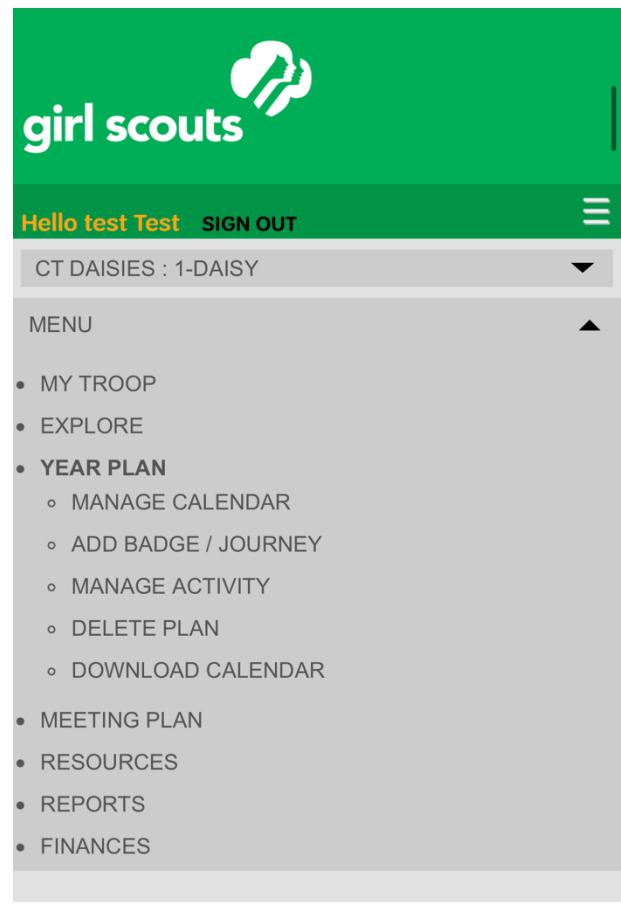 girl scouts
Hello test Test SIGN OUT
CT DAISIES : 1-DAISY
MENU
MY TROOP
EXPLORE
YEAR PLAN
MANAGE CALENDAR
ADD BADGE / JOURNEY
MANAGE ACTIVITY
DELETE PLAN
DOWNLOAD CALENDAR
MEETING PLAN
RESOURCES
REPORTS
FINANCES